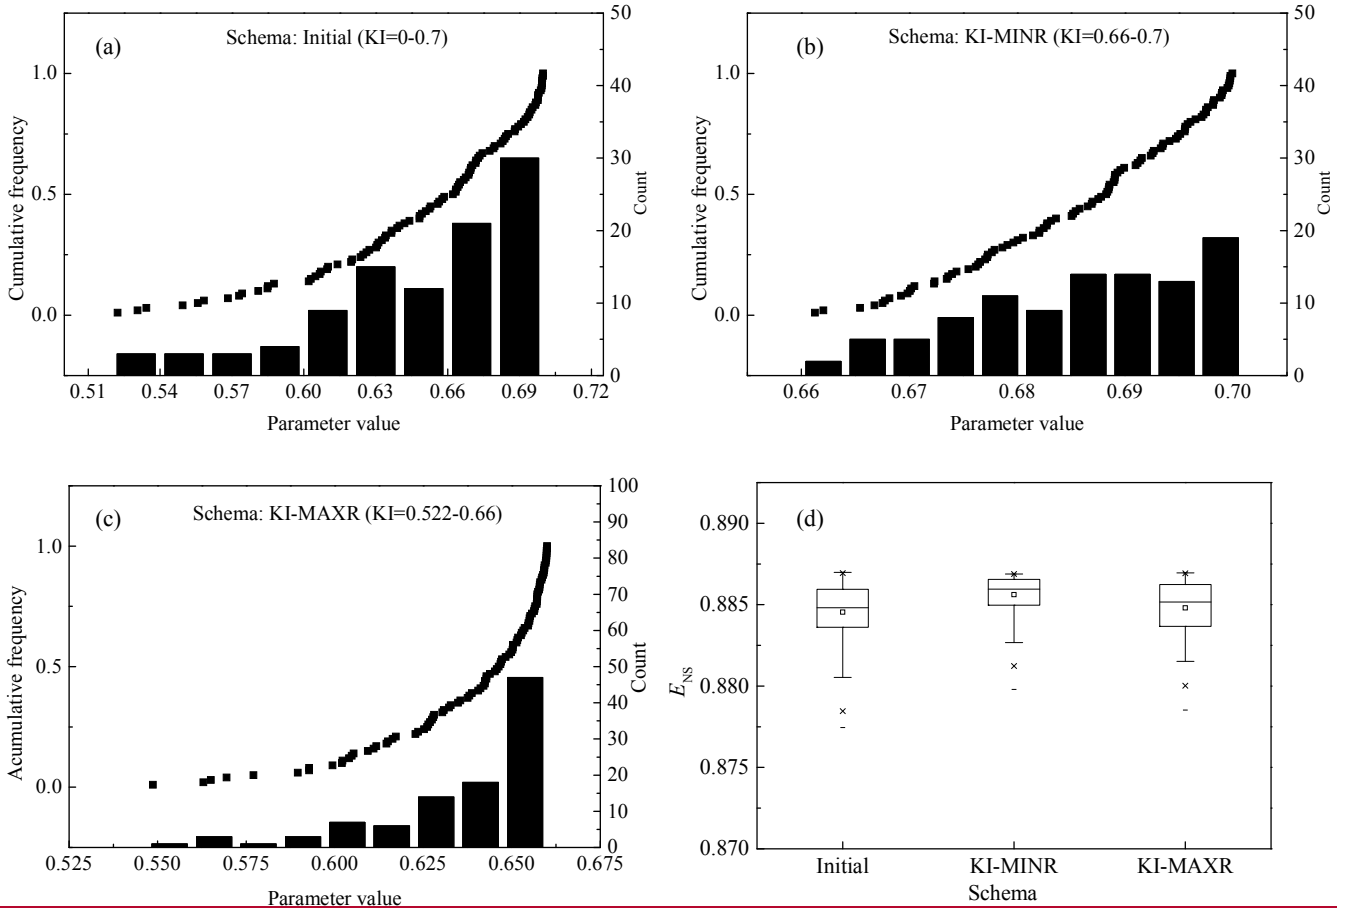 (a)
Schema: Initial (KI=0-0.7)
Cumulative frequency
1.0
0.5
0.0
50
40
30
20
10
0
Count
0.51 0.54 0.57 0.60 0.63 0.66 0.69 0.72
Parameter value
(b)
Schema: KI-MINR (KI=0.66-0.7)
Cumulative frequency
1.0
0.5
0.0
50
40
30
20
10
0
Count
0.66 0.67 0.68 0.69 0.70
Parameter value
(c)
Schema: KI-MAXR (KI=0.522-0.66)
Acumulative frequency
1.0
0.5
0.0
100
90
80
70
60
50
40
30
20
10
0
Count
0.525 0.550 0.575 0.600 0.625 0.650 0.675
Parameter value
(d)
E_NS
0.890
0.885
0.880
0.875
0.870
Initial KI-MINR KI-MAXR
Schema